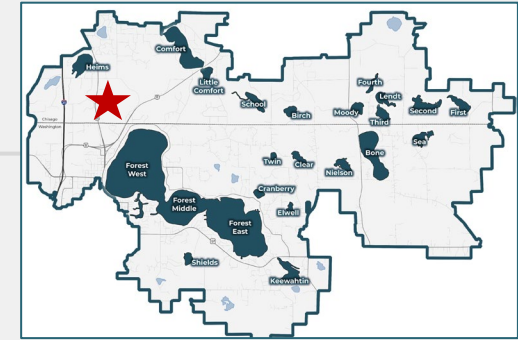 Comfort
Heims
Little
Comfort
School
Birch
Fourth
Lendt
Moody
Third
Second
First
Chisago
Washington
Sea
Bone
Forest
West
Twin
Clear
Nielson
Cranberry
Forest
Middle
Elwell
Forest
East
Shields
Keewahtin